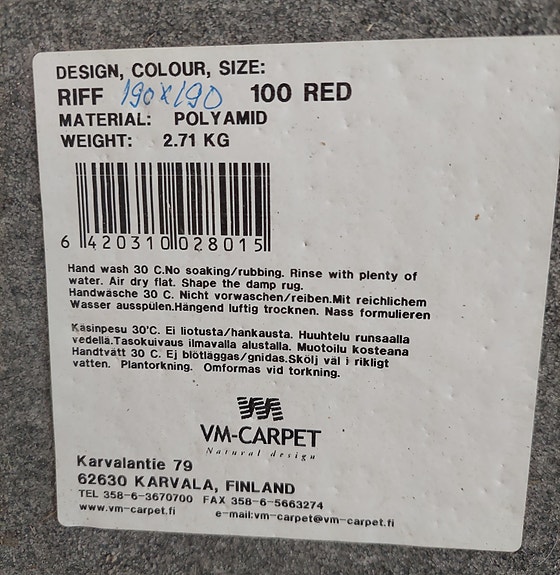 DESIGN, COLOUR, SIZE:
RIFF 190x190 100 RED
MATERIAL: POLYAMID
WEIGHT: 2.71 KG
6 420310 028015
Hand wash 30 C.No soaking/rubbing. Rinse with plenty of
water. Air dry flat. Shape the damp rug.
Handwäsche 30 C. Nicht vorwaschen/reiben.Mit reichlichem
Wasser ausspülen.Hängend luftig trocknen. Nass formulieren
Käsinpesu 30'C. Ei liotusta/hankausta. Huuhtelu runsaalla
vedellä.Tasokuivaus ilmavalla alustalla. Muotoilu kosteana
Handtvätt 30 C. Ej blötläggas/gnidas.Skölj väl i rikligt
vatten. Plantorkning. Omformas vid torkning.
VM-CARPET
Natural design
Karvalantie 79
62630 KARVALA, FINLAND
TEL 358-6-3670700 FAX 358-6-5663274
www.vm-carpet.fi e-mail:vm-carpet@vm-carpet.fi